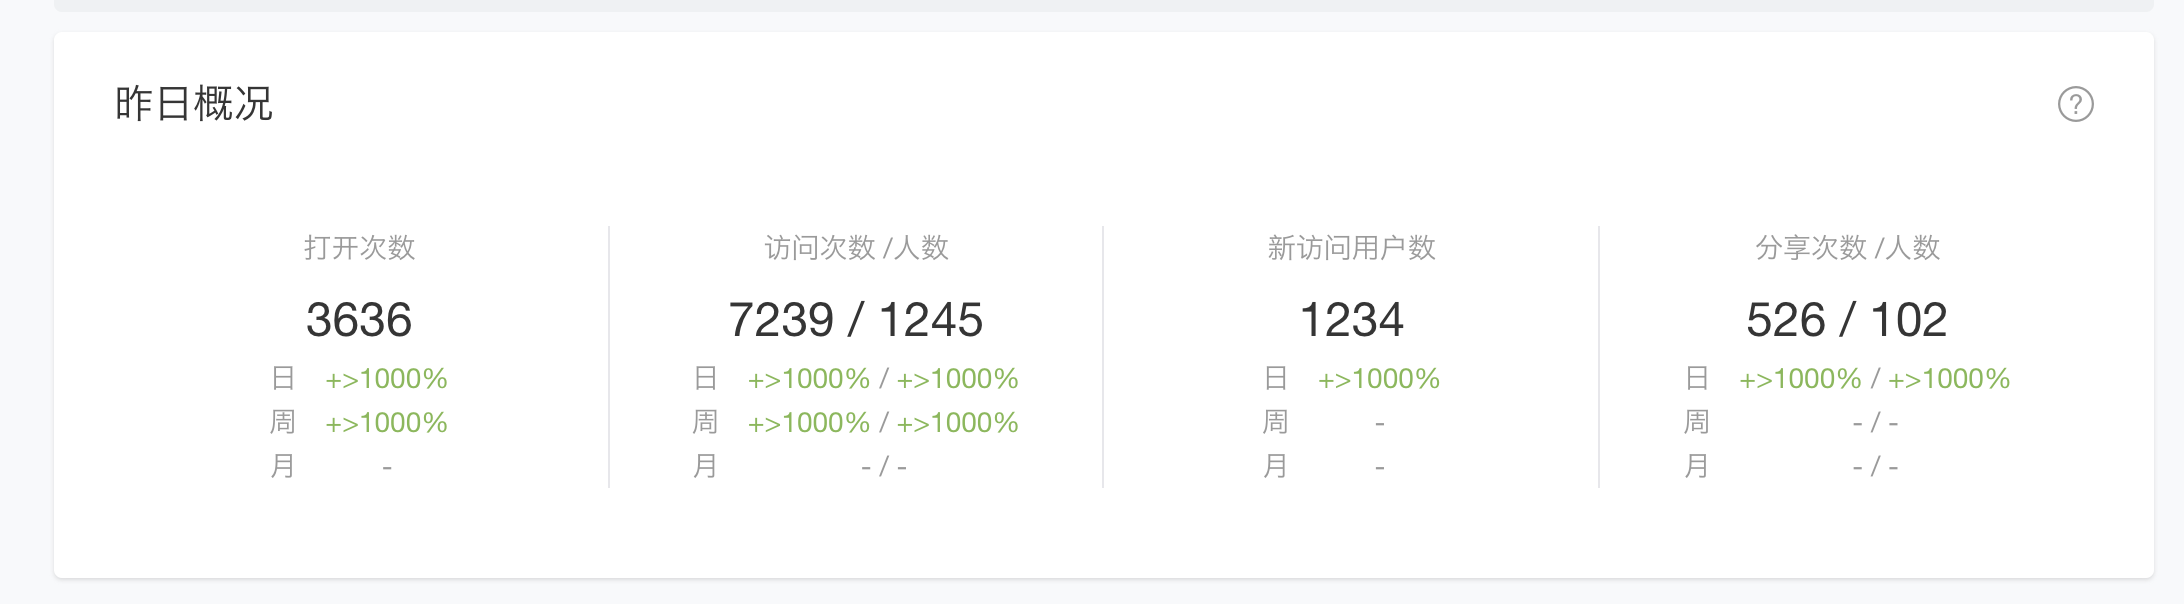 昨日概况
?
打开次数
3636
日 +>1000%
周 +>1000%
月 -
访问次数 /人数
7239 / 1245
日 +>1000% / +>1000%
周 +>1000% / +>1000%
月 - / -
新访问用户数
1234
日 +>1000%
周 -
月 -
分享次数 /人数
526 / 102
日 +>1000% / +>1000%
周 - / -
月 - / -